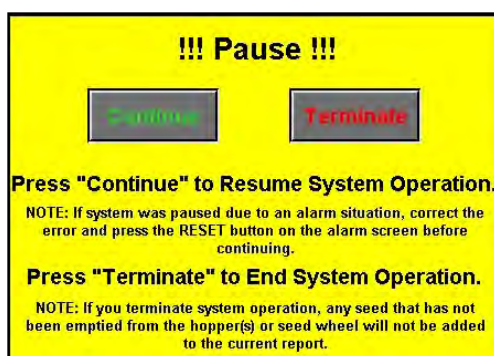 !!! Pause !!!
Continue Terminate
Press "Continue" to Resume System Operation.
NOTE: If system was paused due to an alarm situation, correct the
error and press the RESET button on the alarm screen before
continuing.
Press "Terminate" to End System Operation.
NOTE: If you terminate system operation, any seed that has not
been emptied from the hopper(s) or seed wheel will not be added
to the current report.